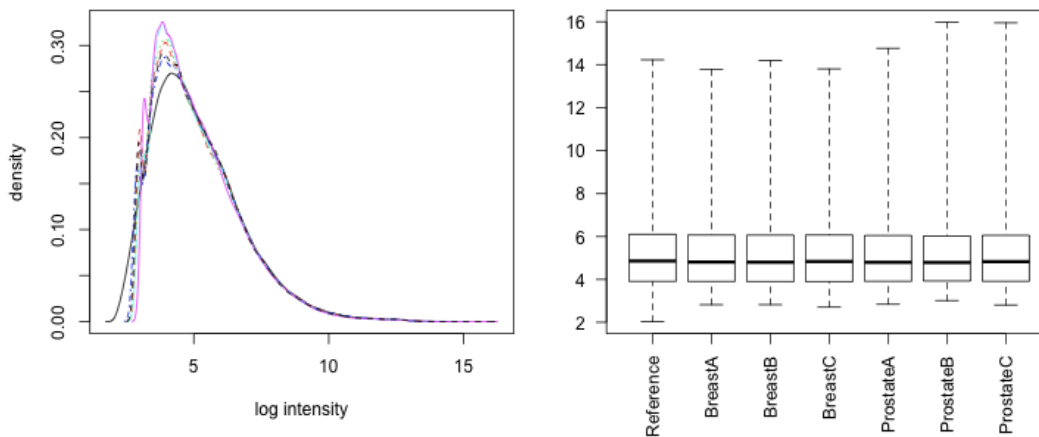 density
0.00
0.10
0.20
0.30
5
10
15
log intensity
16
14
12
10
8
6
4
2
Reference
BreastA
BreastB
BreastC
ProstateA
ProstateB
ProstateC